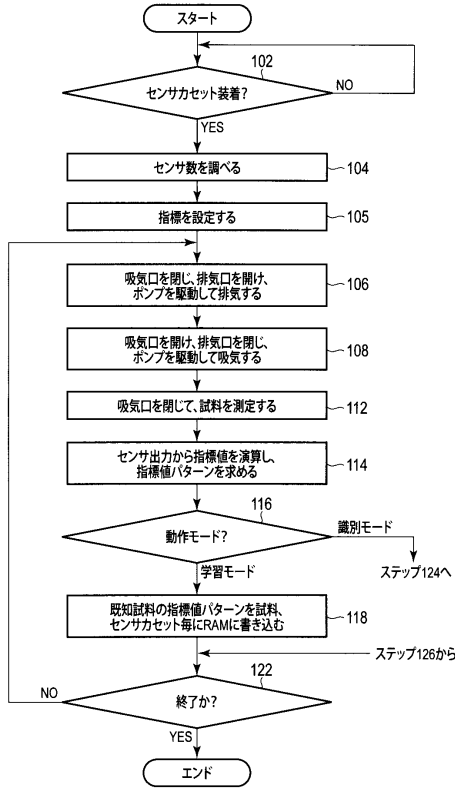 スタート
102
センサカセット装着?
NO
YES
センサ数を調べる
104
指標を設定する
105
吸気口を閉じ、排気口を開け、
ポンプを駆動して排気する
106
吸気口を開け、排気口を閉じ、
ポンプを駆動して吸気する
108
吸気口を閉じて、試料を測定する
112
センサ出力から指標値を演算し、
指標値パターンを求める
114
116
動作モード?
識別モード
ステップ124へ
学習モード
既知試料の指標値パターンを試料、
センサカセット毎にRAMに書き込む
118
ステップ126から
122
NO
終了か?
YES
エンド